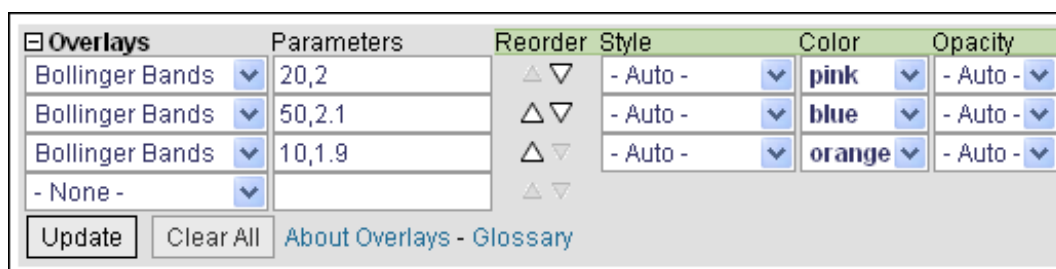 Overlays Parameters Reorder Style Color Opacity
Bollinger Bands 20,2 - Auto - pink - Auto -
Bollinger Bands 50,2.1 - Auto - blue - Auto -
Bollinger Bands 10,1.9 - Auto - orange - Auto -
- None -
Update Clear All About Overlays - Glossary